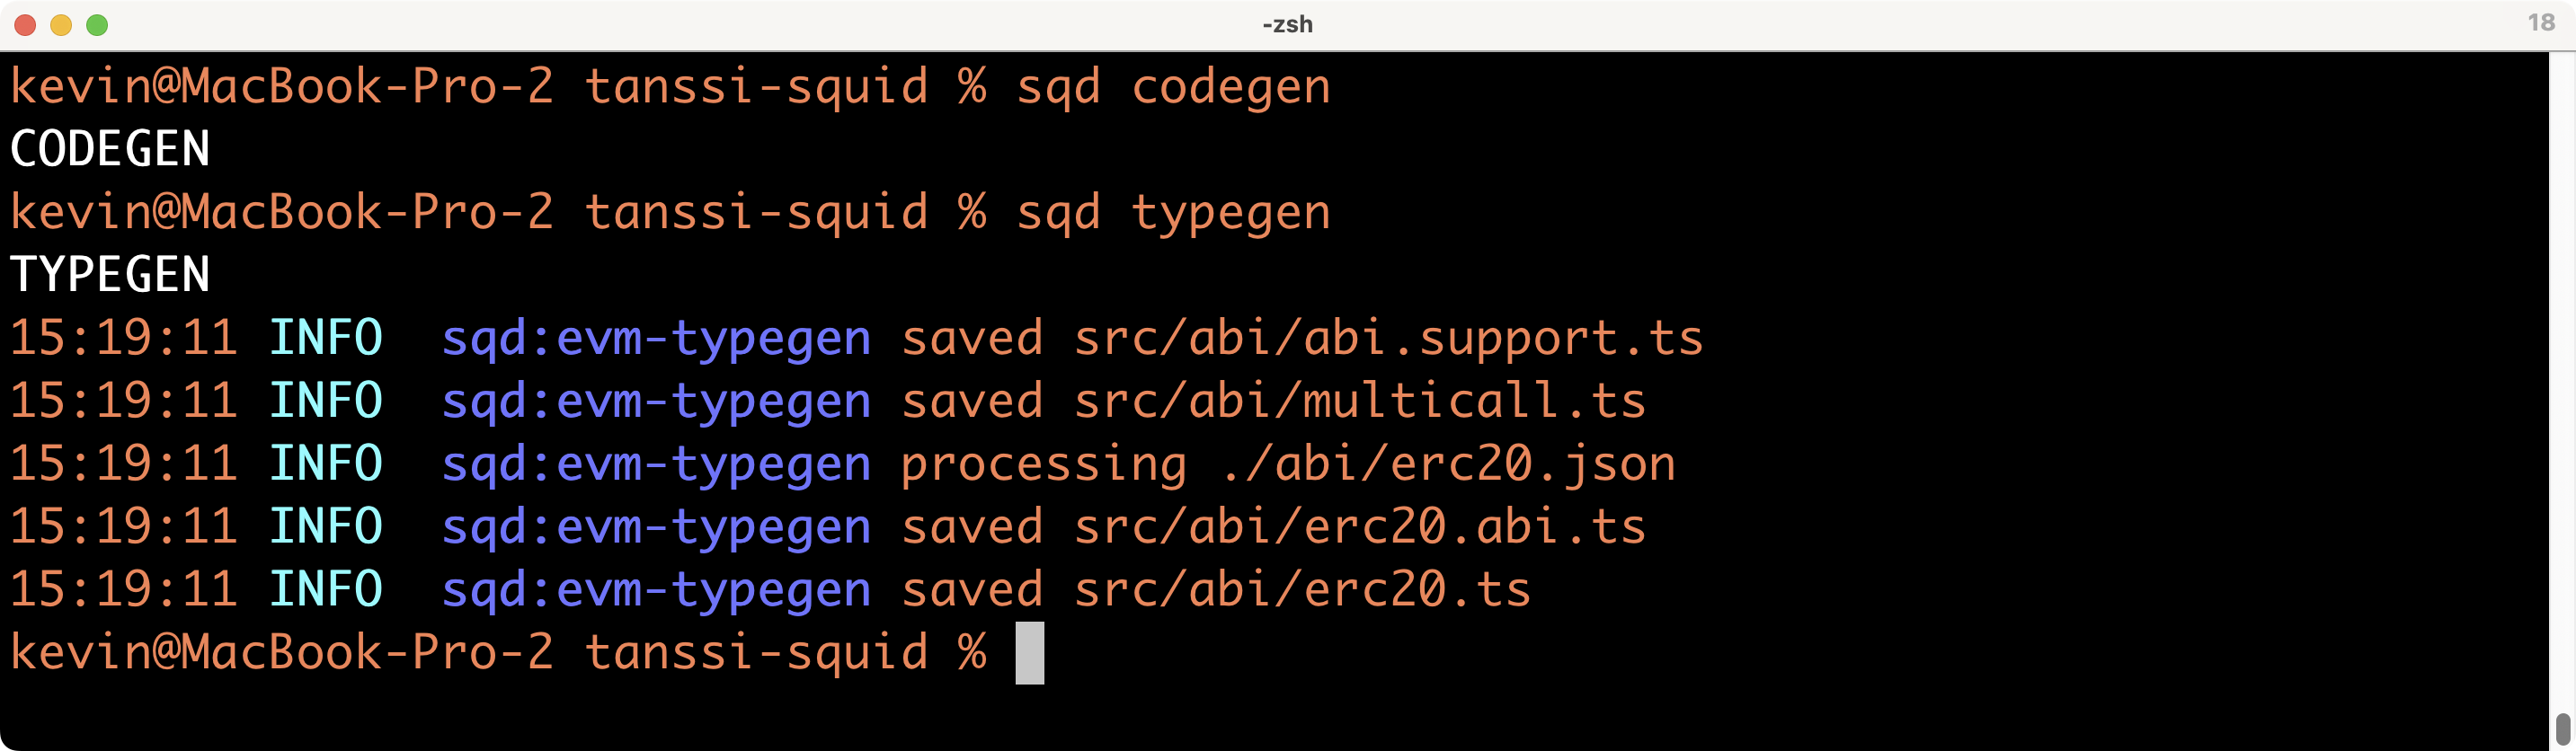 -zsh
18
kevin@MacBook-Pro-2 tanssi-squid % sqd codegen
CODEGEN
kevin@MacBook-Pro-2 tanssi-squid % sqd typegen
TYPEGEN
15:19:11 INFO  sqd:evm-typegen saved src/abi/abi.support.ts
15:19:11 INFO  sqd:evm-typegen saved src/abi/multicall.ts
15:19:11 INFO  sqd:evm-typegen processing ./abi/erc20.json
15:19:11 INFO  sqd:evm-typegen saved src/abi/erc20.abi.ts
15:19:11 INFO  sqd:evm-typegen saved src/abi/erc20.ts
kevin@MacBook-Pro-2 tanssi-squid %